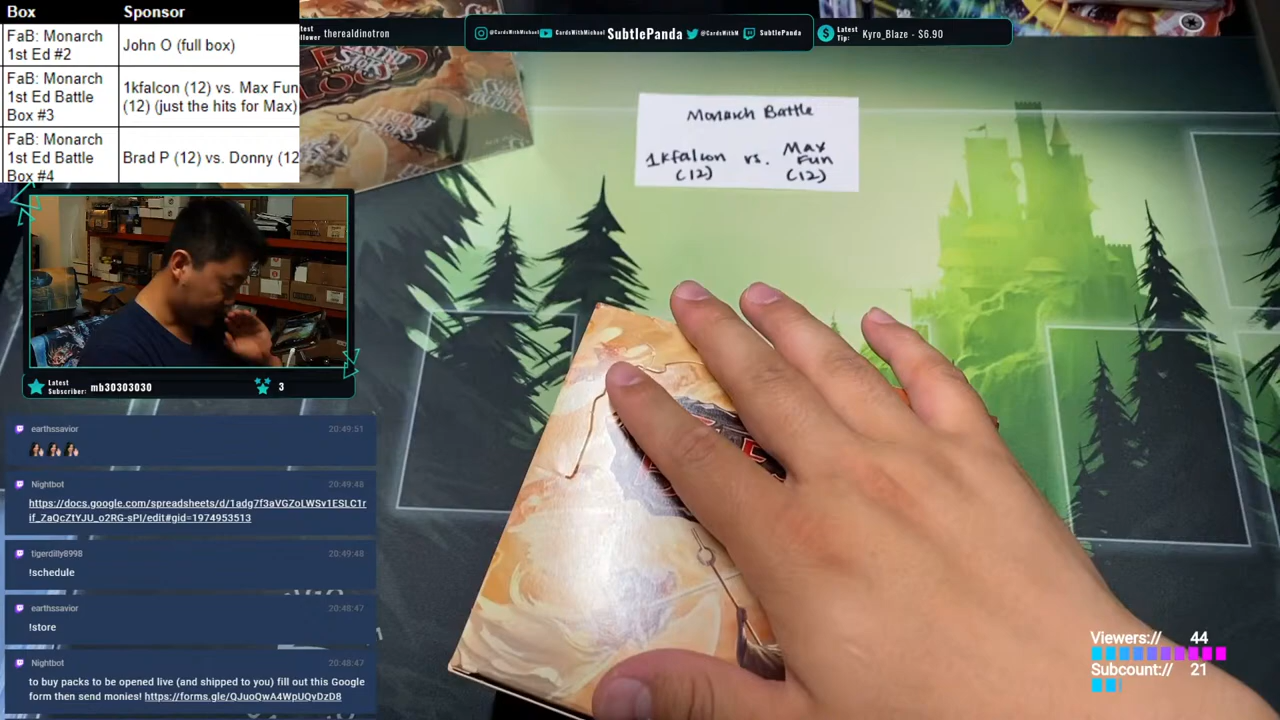 Box Sponsor
FaB: Monarch
1st Ed #2
John O (full box)
FaB: Monarch
1st Ed Battle
Box #3
1kfalcon (12) vs. Max Fun
(12) (just the hits for Max)
FaB: Monarch
1st Ed Battle
Box #4
Brad P (12) vs. Donny (12
therealdinotron
@CardsWithMichael CardsWithMichael SubtlePanda @CardsWithM SubtlePanda
Latest
Tip: Kyro_Blaze - $6.90
Monarch Battle
1kfalcon vs. Max
Fun
(12) (12)
Latest
Subscriber: mb30303030 3
earthssavior 20:49:51
Nightbot 20:49:48
https://docs.google.com/spreadsheets/d/1adg7f3aVGZoLWSv1ESLC1r
if_ZaQcZtYJU_o2RG-sPI/edit#gid=1974953513
tigerdilly8998 20:49:48
!schedule
earthssavior 20:48:47
!store
Nightbot 20:48:47
to buy packs to be opened live (and shipped to you) fill out this Google
form then send monies! https://forms.gle/QJuoQwA4WpUQvDzD8
Viewers:// 44
Subcount:// 21